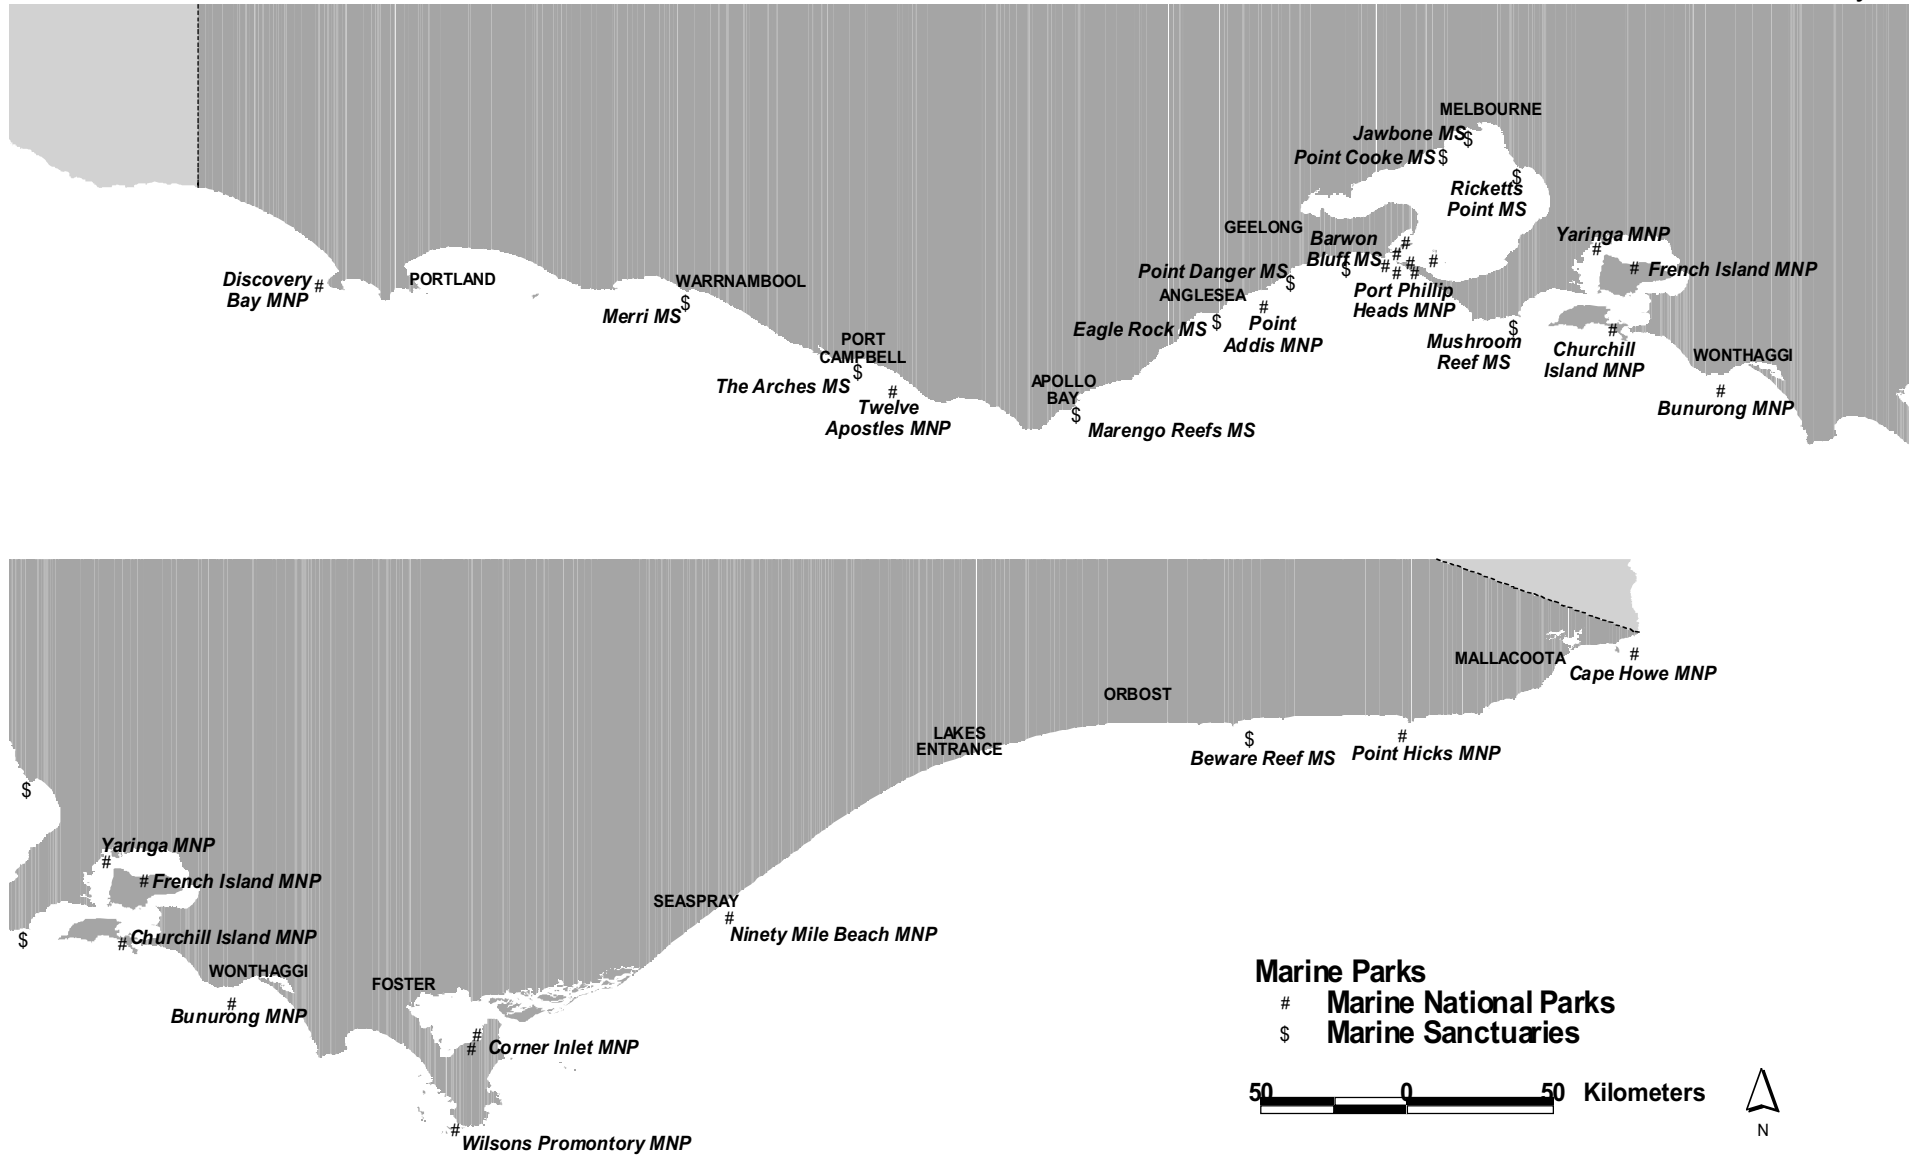 MELBOURNE
Jawbone MS
$
Point Cooke MS $
$
Ricketts
Point MS
GEELONG
Barwon
Bluff MS
$
# # # # # # #
Port Phillip
Heads MNP
Yaringa MNP
#
# French Island MNP
Discovery
Bay MNP #
PORTLAND
WARRNAMBOOL
Merri MS $
Point Danger MS $
ANGLESEA
Eagle Rock MS $
#
Point
Addis MNP
$
Mushroom
Reef MS
#
Churchill
Island MNP
WONTHAGGI
#
Bunurong MNP
PORT
CAMPBELL
$
The Arches MS
#
Twelve
Apostles MNP
APOLLO
BAY
$
Marengo Reefs MS
MALLACOOTA
#
Cape Howe MNP
ORBOST
LAKES
ENTRANCE
$
Beware Reef MS
#
Point Hicks MNP
$
Yaringa MNP
#
# French Island MNP
$
# Churchill Island MNP
WONTHAGGI
#
Bunurong MNP
FOSTER
SEASPRAY
#
Ninety Mile Beach MNP
#
# Corner Inlet MNP
# Wilsons Promontory MNP
Marine Parks
# Marine National Parks
$ Marine Sanctuaries
50 0 50 Kilometers
N